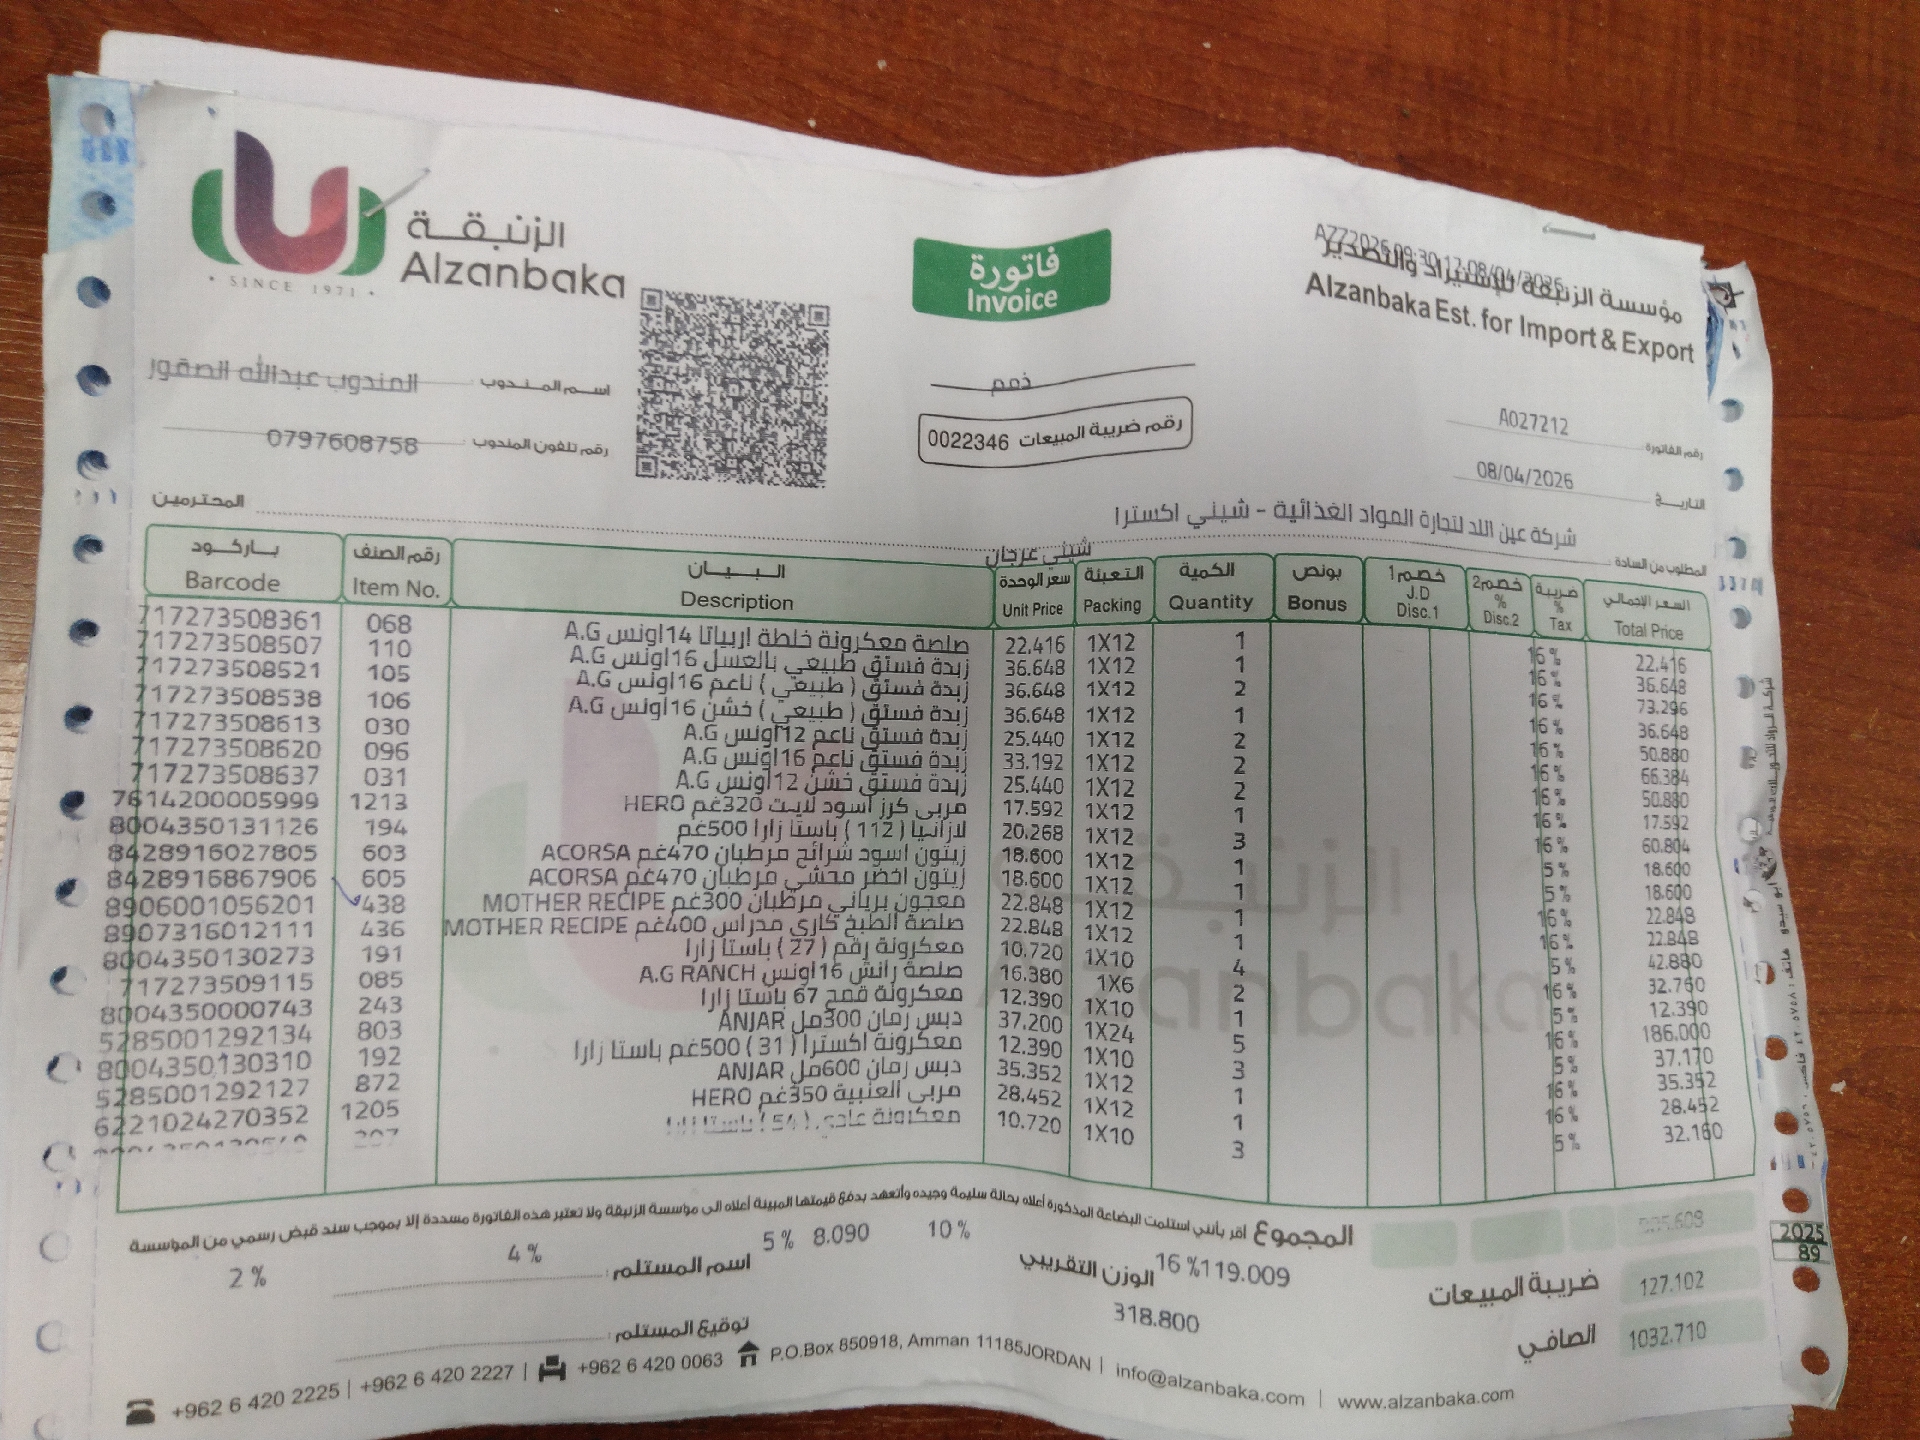 الزنبقة
Alzanbaka
• SINCE 1971 •
فاتورة
Invoice
AZZ2026 09:30:17 08/04/2026
مؤسسة الزنبقة للإستيراد والتصدير
Alzanbaka Est. for Import & Export
اسم المندوب المندوب عبدالله الصقور
رقم تلفون المندوب 0797608758
ذمم
رقم ضريبة المبيعات 0022346
رقم الفاتورة A027212
التاريخ 08/04/2026
المطلوب من السادة شركة عين اللد لتجارة المواد الغذائية - شيني اكسترا المحترمين
شيني عرجان
باركود رقم الصنف البيان سعر الوحدة التعبئة الكمية بونص خصم1 خصم2 ضريبة السعر الإجمالي
Barcode Item No. Description Unit Price Packing Quantity Bonus J.D Disc.1 % Disc.2 % Tax Total Price
717273508361 068 صلصة معكرونة خلطة اربياتا 14اونس A.G 22.416 1X12 1 16% 22.416
717273508507 110 زبدة فستق طبيعي بالعسل 16اونس A.G 36.648 1X12 1 16% 36.648
717273508521 105 زبدة فستق ( طبيعي ) ناعم 16اونس A.G 36.648 1X12 2 16% 73.296
717273508538 106 زبدة فستق ( طبيعي ) خشن 16اونس A.G 36.648 1X12 1 16% 36.648
717273508613 030 زبدة فستق ناعم 12اونس A.G 25.440 1X12 2 16% 50.880
717273508620 096 زبدة فستق ناعم 16اونس A.G 33.192 1X12 2 16% 66.384
717273508637 031 زبدة فستق خشن 12اونس A.G 25.440 1X12 2 16% 50.880
7614200005999 1213 مربى كرز اسود لايت 320غم HERO 17.592 1X12 1 16% 17.592
8004350131126 194 لازانيا ( 112 ) باستا زارا 500غم 20.268 1X12 3 16% 60.804
8428916027805 603 زيتون اسود شرائح مرطبان 470غم ACORSA 18.600 1X12 1 5% 18.600
8428916867906 605 زيتون اخضر محشي مرطبان 470غم ACORSA 18.600 1X12 1 5% 18.600
8906001056201 438 معجون برياني مرطبان 300غم MOTHER RECIPE 22.848 1X12 1 16% 22.848
8907316012111 436 صلصة الطبخ كاري مدراس 400غم MOTHER RECIPE 22.848 1X12 1 16% 22.848
8004350130273 191 معكرونة رقم ( 27 ) باستا زارا 10.720 1X10 4 5% 42.880
717273509115 085 صلصة رانش 16اونس A.G RANCH 16.380 1X6 2 16% 32.760
8004350000743 243 معكرونة قمح 67 باستا زارا 12.390 1X10 1 5% 12.390
5285001292134 803 دبس رمان 300مل ANJAR 37.200 1X24 5 16% 186.000
8004350130310 192 معكرونة اكسترا ( 31 ) 500غم باستا زارا 12.390 1X10 3 5% 37.170
5285001292127 872 دبس رمان 600مل ANJAR 35.352 1X12 1 16% 35.352
6221024270352 1205 مربى العنبية 350غم HERO 28.452 1X12 1 16% 28.452
معكرونة عادي ( 54 ) باستا زارا 10.720 1X10 3 5% 32.160
المجموع أقر بأنني استلمت البضاعة المذكورة أعلاه بحالة سليمة وجيده وأتعهد بدفع قيمتها المبينة أعلاه الى مؤسسة الزنبقة ولا تعتبر هذه الفاتورة مسددة إلا بموجب سند قبض رسمي من المؤسسة
2% 4% 5% 8.090 10% 16%119.009
اسم المستلم:
الوزن التقريبي 318.800
ضريبة المبيعات 127.102
توقيع المستلم:
الصافي 1032.710
2025
89
+962 6 420 2225 | +962 6 420 2227 | +962 6 420 0063 P.O.Box 850918, Amman 11185JORDAN | info@alzanbaka.com | www.alzanbaka.com